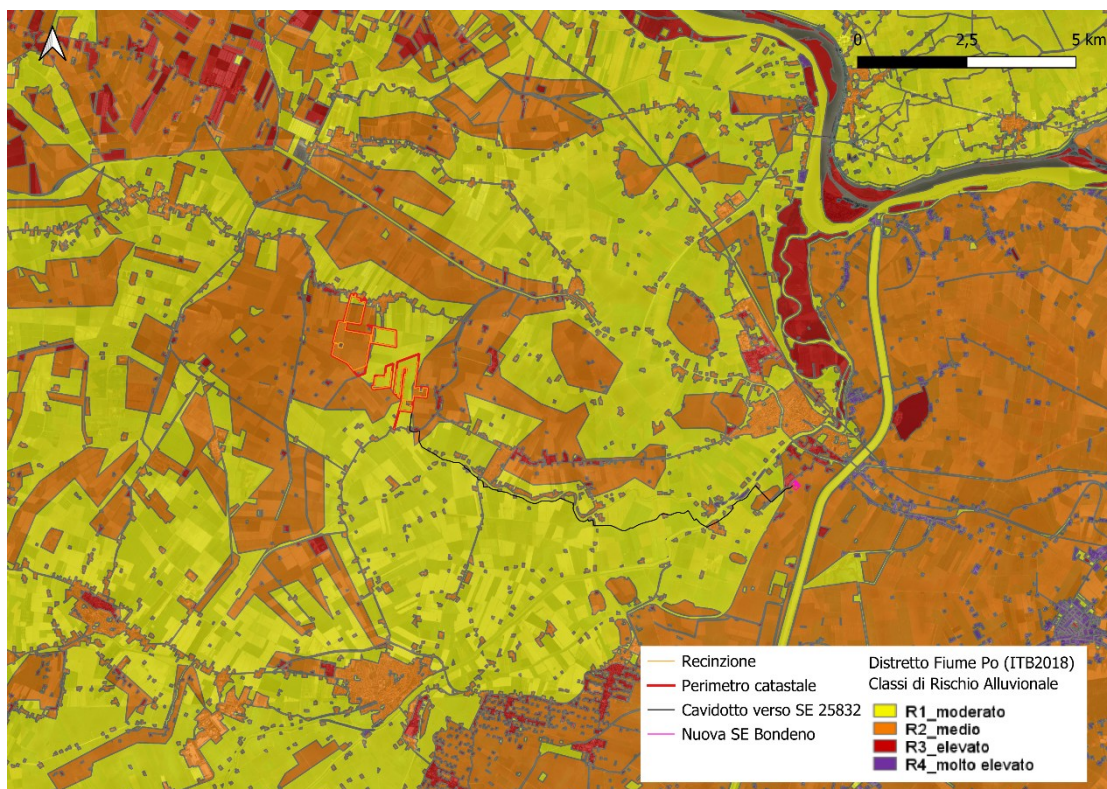 0 2,5 5 km
Recinzione
Perimetro catastale
Cavidotto verso SE 25832
Nuova SE Bondeno
Distretto Fiume Po (ITB2018)
Classi di Rischio Alluvionale
R1_moderato
R2_medio
R3_elevato
R4_molto elevato